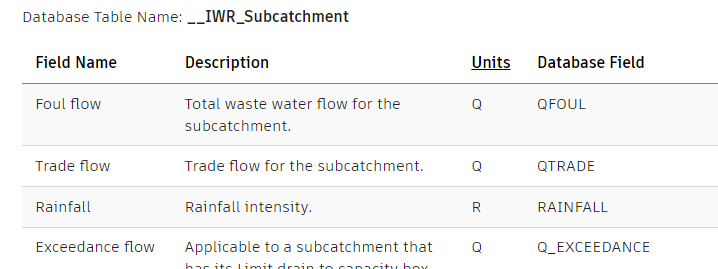 Database Table Name: __IWR_Subcatchment
Field Name Description Units Database Field
Foul flow Total waste water flow for the Q QFOUL
subcatchment.
Trade flow Trade flow for the subcatchment. Q QTRADE
Rainfall Rainfall intensity. R RAINFALL
Exceedance flow Applicable to a subcatchment that Q Q_EXCEEDANCE
has its Limit drain to capacity box